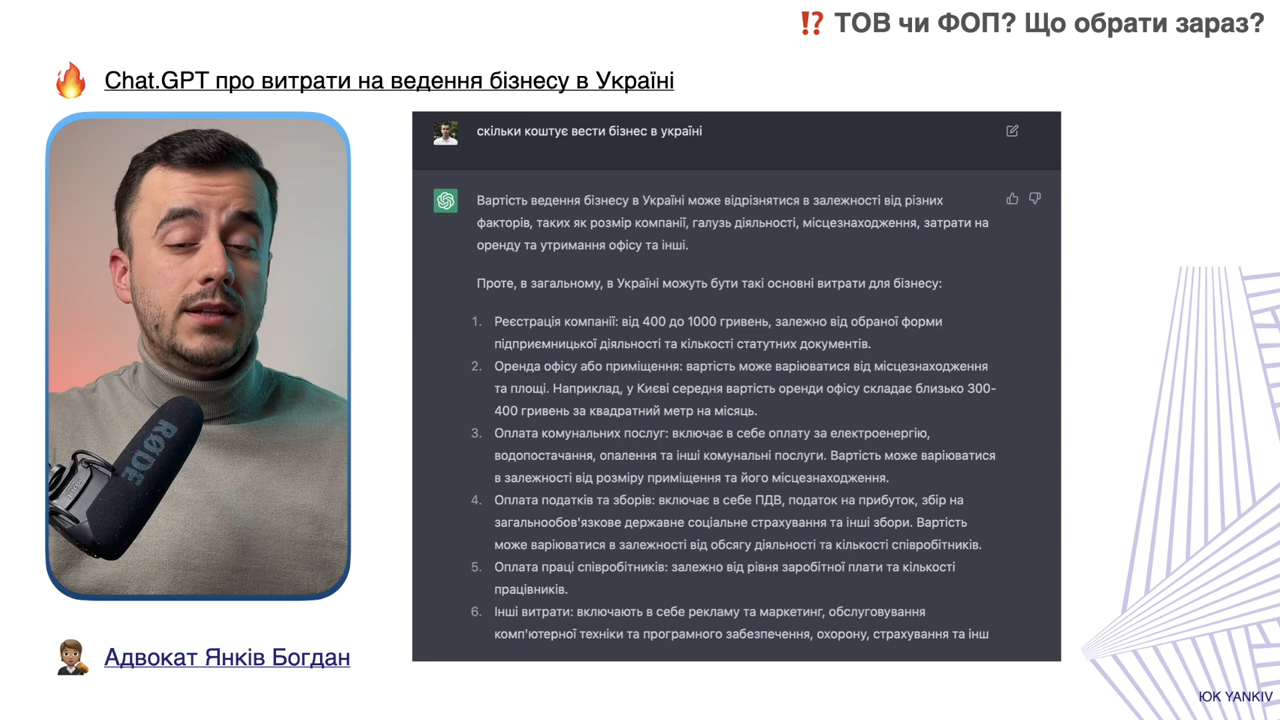 ⁉️ ТОВ чи ФОП? Що обрати зараз?
Chat.GPT про витрати на ведення бізнесу в Україні
скільки коштує вести бізнес в україні
Вартість ведення бізнесу в Україні може відрізнятися в залежності від різних
факторів, таких як розмір компанії, галузь діяльності, місцезнаходження, затрати на
оренду та утримання офісу та інші.
Проте, в загальному, в Україні можуть бути такі основні витрати для бізнесу:
1. Реєстрація компанії: від 400 до 1000 гривень, залежно від обраної форми
підприємницької діяльності та кількості статутних документів.
2. Оренда офісу або приміщення: вартість може варіюватися від місцезнаходження
та площі. Наприклад, у Києві середня вартість оренди офісу складає близько 300-
400 гривень за квадратний метр на місяць.
3. Оплата комунальних послуг: включає в себе оплату за електроенергію,
водопостачання, опалення та інші комунальні послуги. Вартість може варіюватися
в залежності від розміру приміщення та його місцезнаходження.
4. Оплата податків та зборів: включає в себе ПДВ, податок на прибуток, збір на
загальнообов'язкове державне соціальне страхування та інші збори. Вартість
може варіюватися в залежності від обсягу діяльності та кількості співробітників.
5. Оплата праці співробітників: залежно від рівня заробітної плати та кількості
працівників.
6. Інші витрати: включають в себе рекламу та маркетинг, обслуговування
комп'ютерної техніки та програмного забезпечення, охорону, страхування та інш
RØDE
Адвокат Янків Богдан
ЮК YANKIV